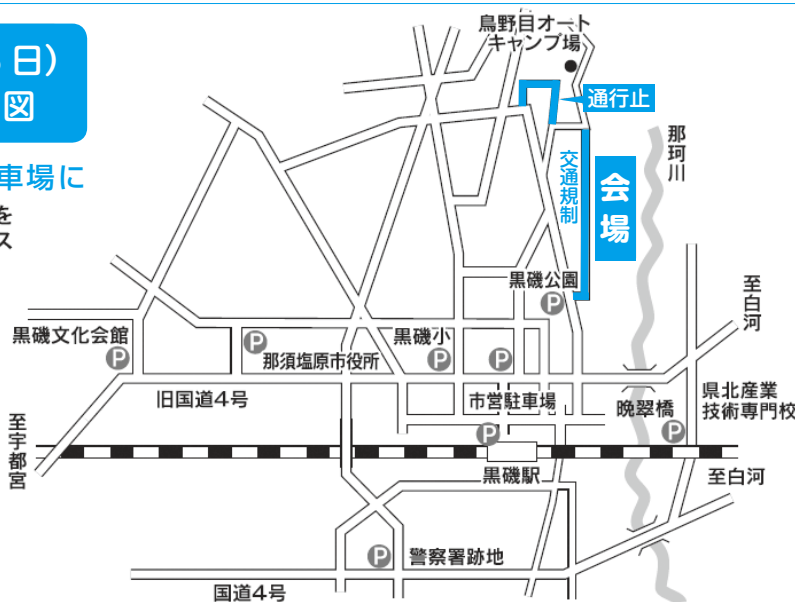 日)
図
車場に
を
ス
鳥野目オート
キャンプ場
通行止
交通規制
会場
那珂川
黒磯公園
P
至白河
黒磯文化会館
P
P
那須塩原市役所
黒磯小
P
P
旧国道4号
市営駐車場
P
晩翠橋
P
県北産業
技術専門校
至宇都宮
黒磯駅
至白河
P
警察署跡地
国道4号